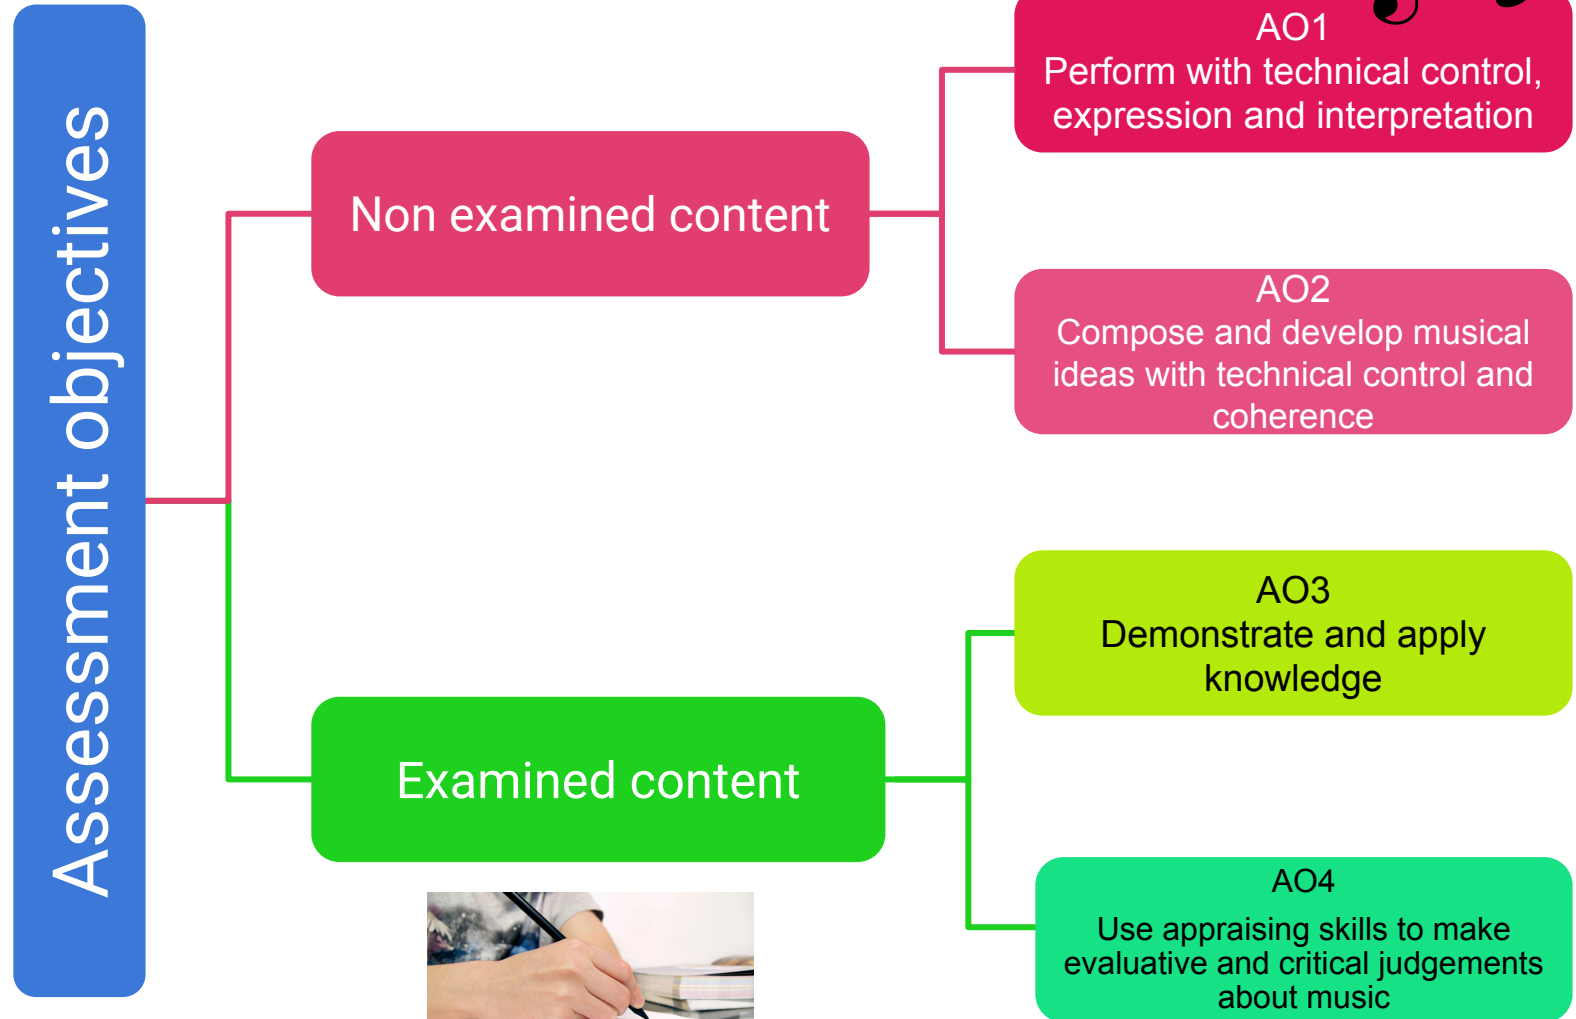 Assessment objectives
Non examined content
AO1
Perform with technical control,
expression and interpretation
AO2
Compose and develop musical
ideas with technical control and
coherence
Examined content
AO3
Demonstrate and apply
knowledge
AO4
Use appraising skills to make
evaluative and critical judgements
about music